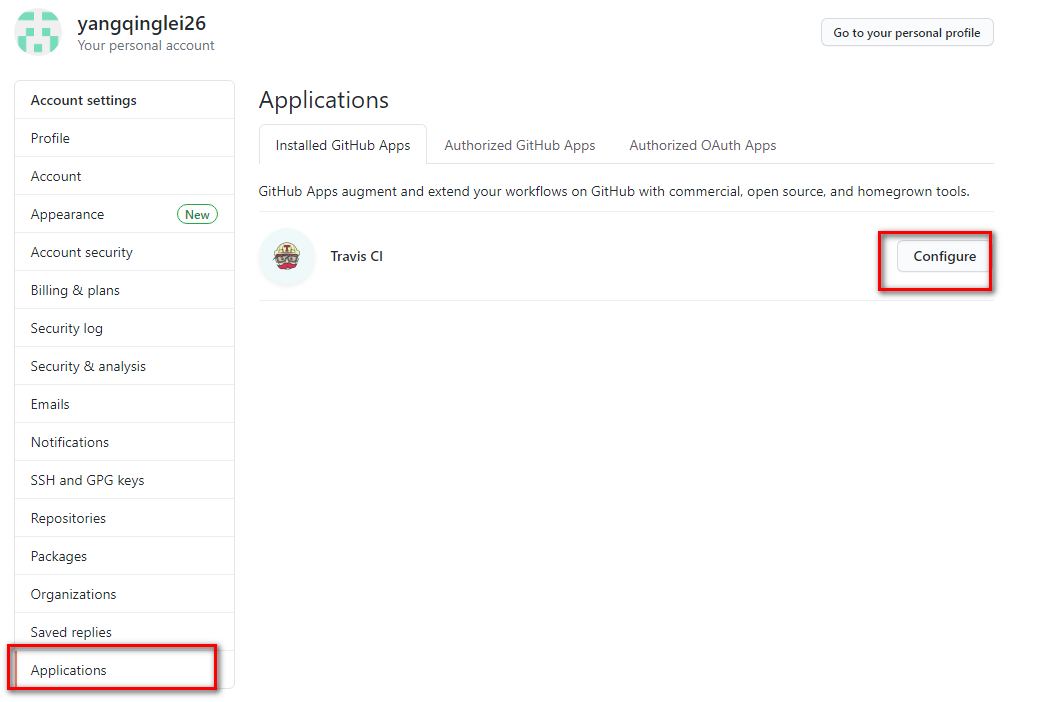 yangqinglei26
Your personal account
Go to your personal profile
Account settings
Profile
Account
Appearance New
Account security
Billing & plans
Security log
Security & analysis
Emails
Notifications
SSH and GPG keys
Repositories
Packages
Organizations
Saved replies
Applications
Applications
Installed GitHub Apps Authorized GitHub Apps Authorized OAuth Apps
GitHub Apps augment and extend your workflows on GitHub with commercial, open source, and homegrown tools.
Travis CI Configure